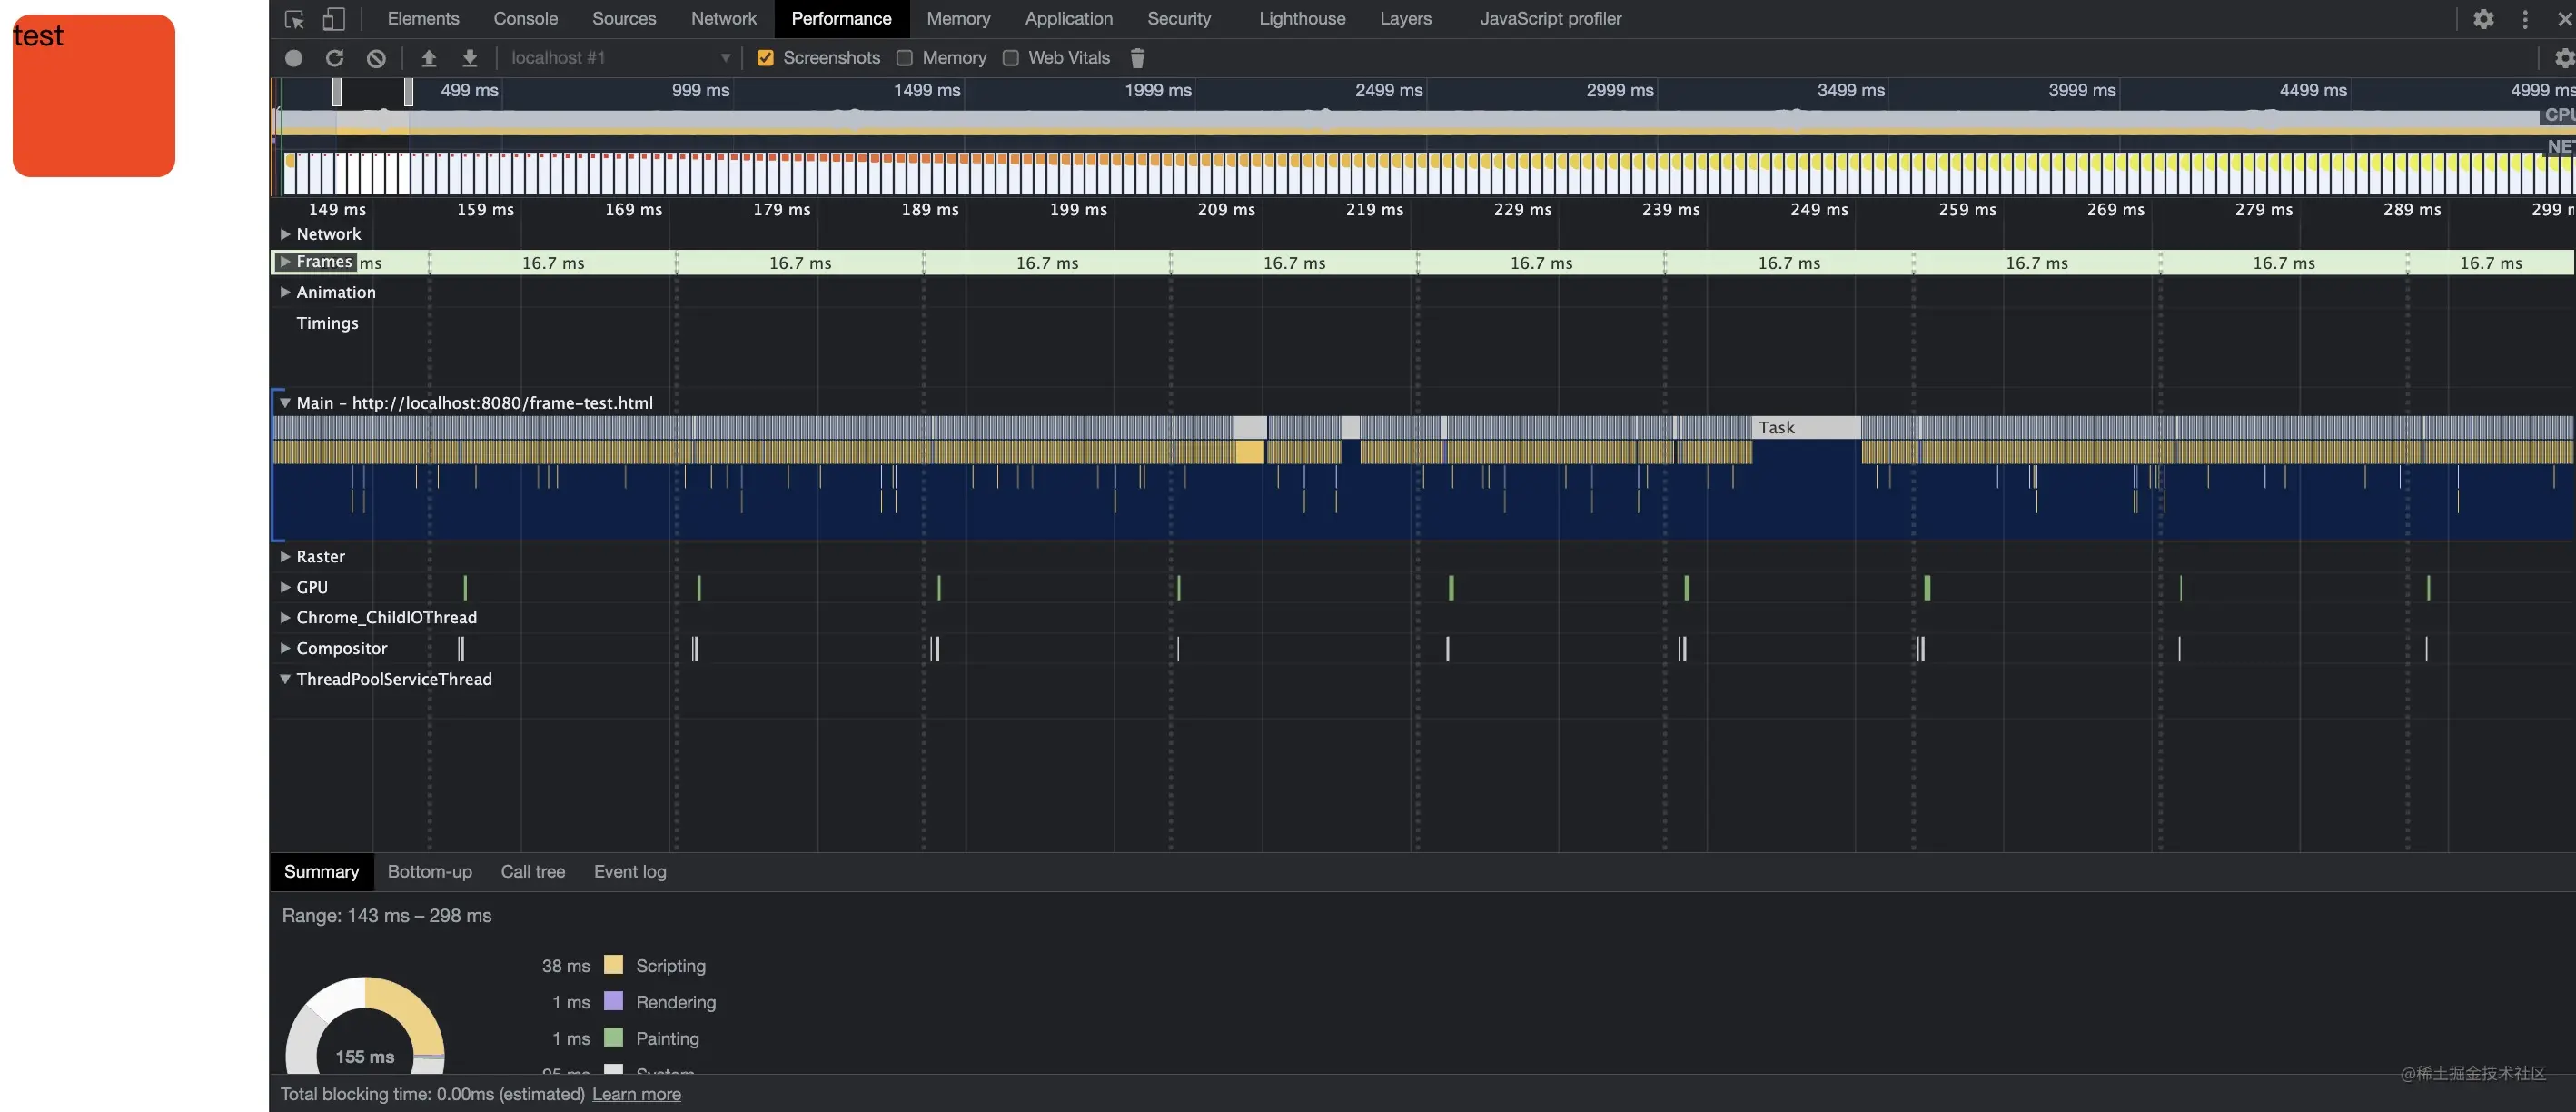 test
Elements Console Sources Network Performance Memory Application Security Lighthouse Layers JavaScript profiler
localhost #1 Screenshots Memory Web Vitals
499 ms 999 ms 1499 ms 1999 ms 2499 ms 2999 ms 3499 ms 3999 ms 4499 ms 4999 ms
CPU
NET
149 ms 159 ms 169 ms 179 ms 189 ms 199 ms 209 ms 219 ms 229 ms 239 ms 249 ms 259 ms 269 ms 279 ms 289 ms 299 m
Network
Frames ms 16.7 ms 16.7 ms 16.7 ms 16.7 ms 16.7 ms 16.7 ms 16.7 ms 16.7 ms 16.7 ms
Animation
Timings
Main – http://localhost:8080/frame-test.html
Task
Raster
GPU
Chrome_ChildIOThread
Compositor
ThreadPoolServiceThread
Summary Bottom-up Call tree Event log
Range: 143 ms – 298 ms
38 ms Scripting
1 ms Rendering
1 ms Painting
155 ms
95 ms System
Total blocking time: 0.00ms (estimated) Learn more
@稀土掘金技术社区